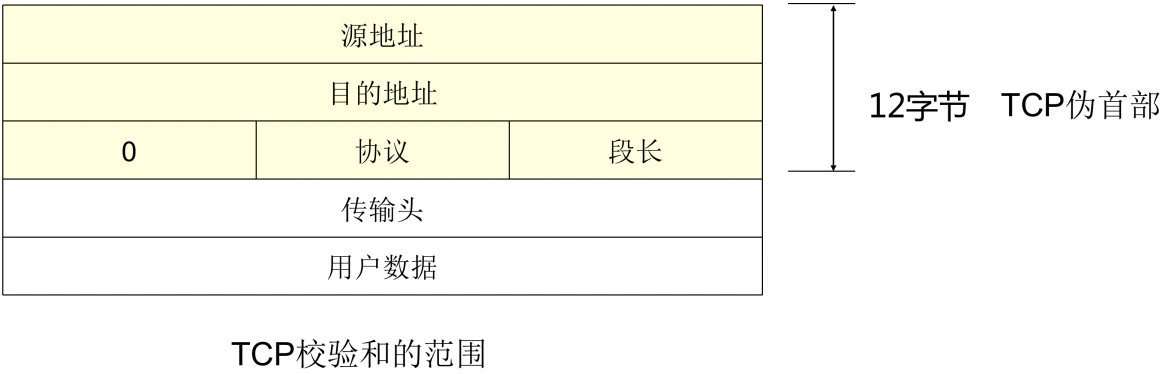 源地址
目的地址
0 协议 段长
12字节 TCP伪首部
传输头
用户数据
TCP校验和的范围